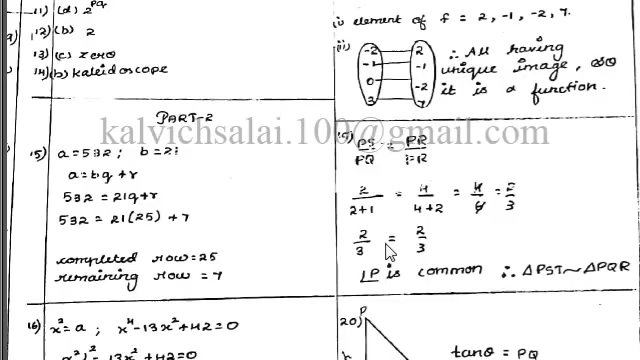 11) (d) 2^pq
12) (b) 2
13) (c) zero
14) (b) Kaleidoscope
PART-2
15) a=532; b=21
a=bq+r
532 = 21q+r
532 = 21(25) + 7
completed row = 25
remaining row = 7
16) x²=a ; x⁴-13x²+42=0
-13x²+42=0
element of f = 2, -1, -2, 7.
(ii)
-2 2
-1 -1
0 -2
3 7
∴ All having
unique image, so
it is a function.
PS/PQ = PR
2/(2+1) = 4/(4+2) = 4/6 = 2/3
2/3 = 2/3
∠P is common ∴ ΔPST ~ ΔPQR
20) P
tanθ = PQ
kalvichsalai.100@gmail.com